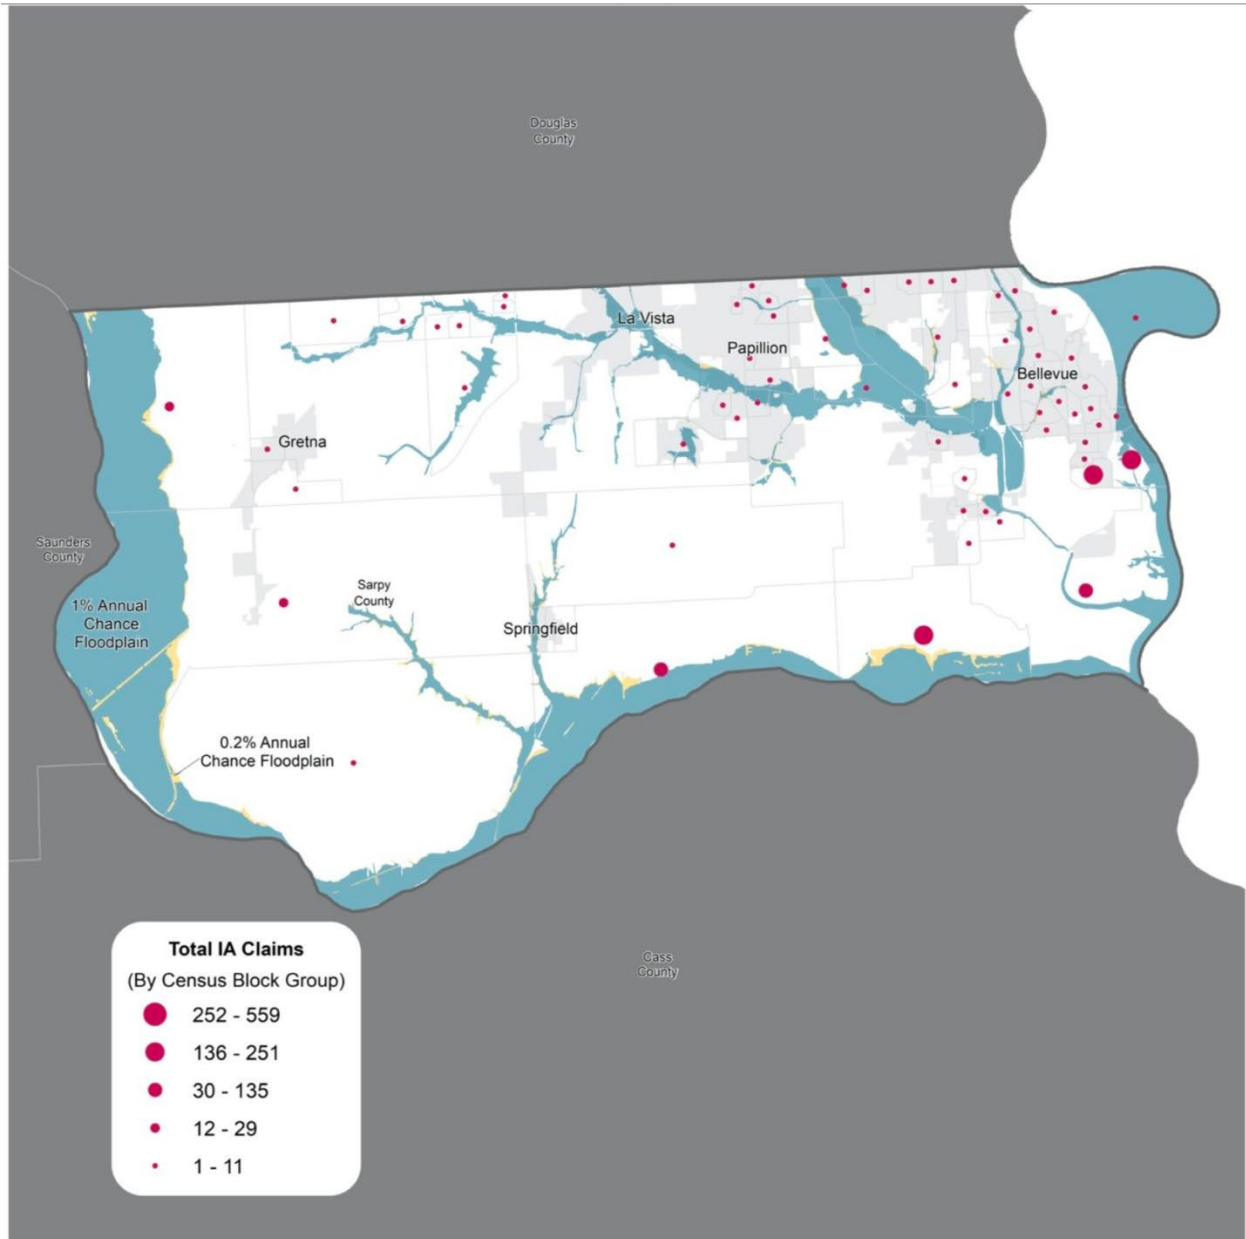 Douglas
County
La Vista
Papillion
Bellevue
Gretna
Saunders
County
Sarpy
County
1% Annual
Chance
Floodplain
Springfield
0.2% Annual
Chance Floodplain
Cass
County
Total IA Claims
(By Census Block Group)
252 - 559
136 - 251
30 - 135
12 - 29
1 - 11